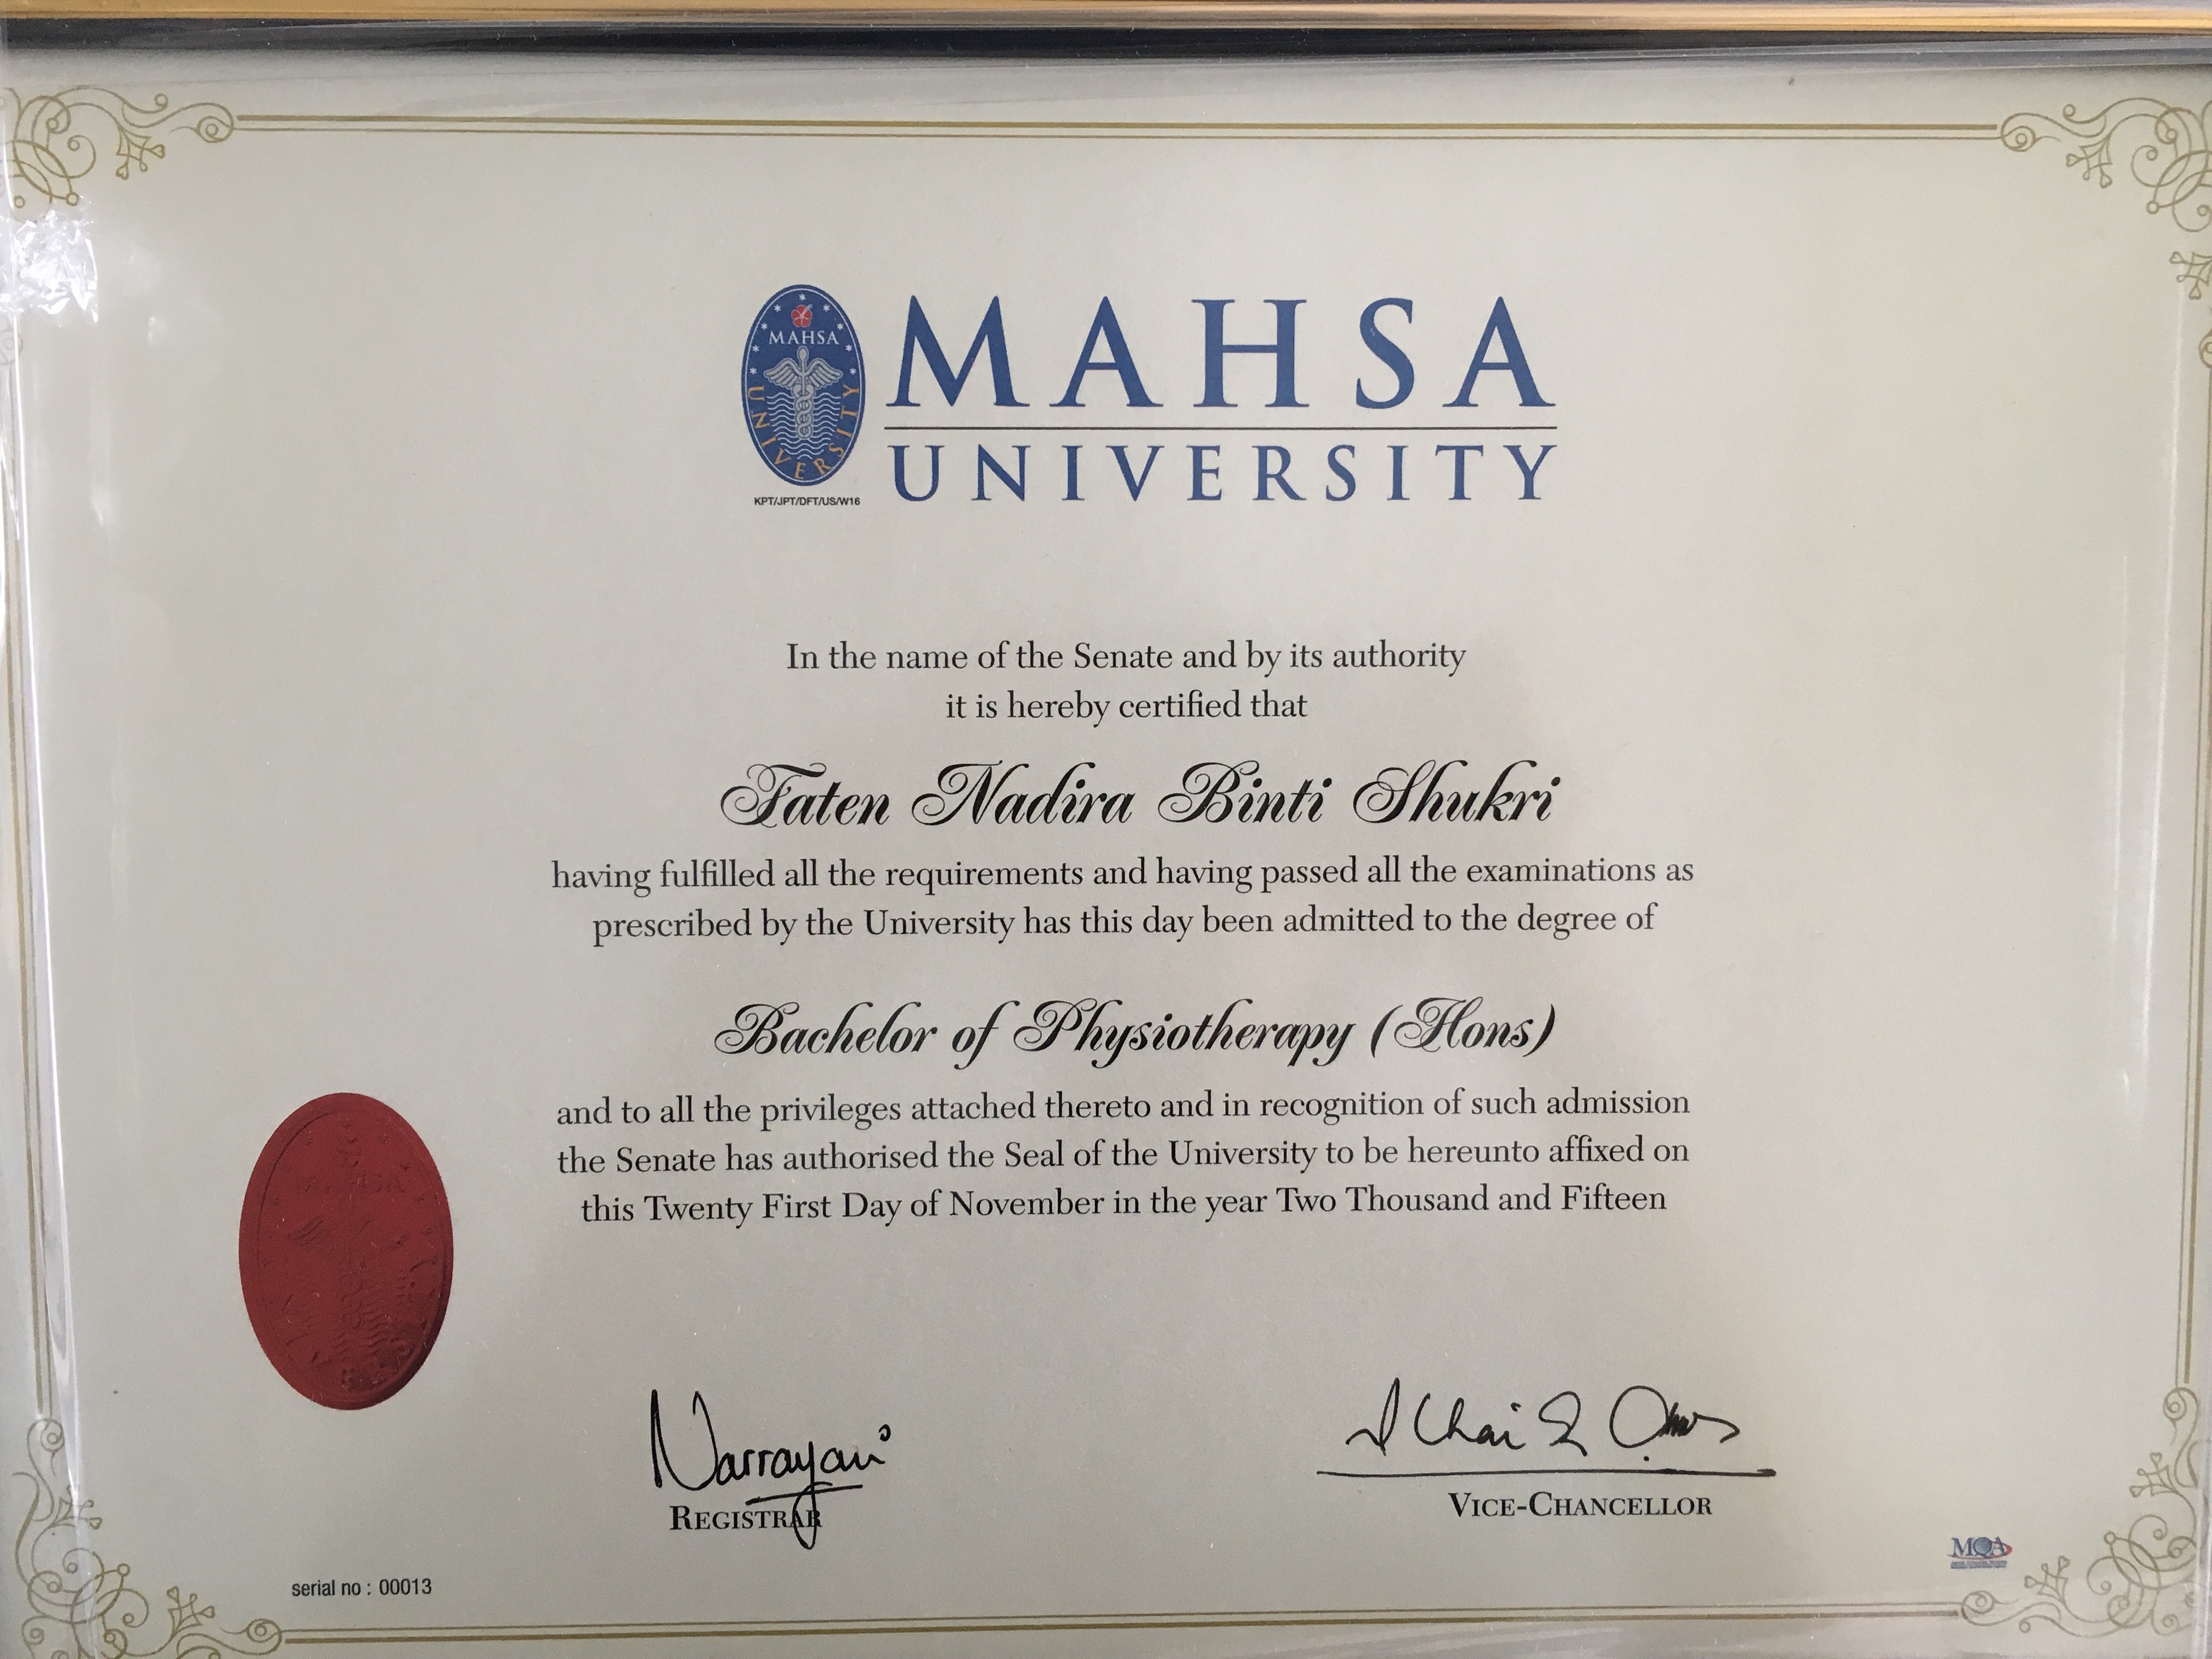 MAHSA
UNIVERSITY
KPT/JPT/DFT/US/W16
MAHSA
UNIVERSITY
In the name of the Senate and by its authority
it is hereby certified that
Faten Nadira Binti Shukri
having fulfilled all the requirements and having passed all the examinations as
prescribed by the University has this day been admitted to the degree of
Bachelor of Physiotherapy (Hons)
and to all the privileges attached thereto and in recognition of such admission
the Senate has authorised the Seal of the University to be hereunto affixed on
this Twenty First Day of November in the year Two Thousand and Fifteen
Narrayani
REGISTRAR
VICE-CHANCELLOR
MQA
serial no : 00013